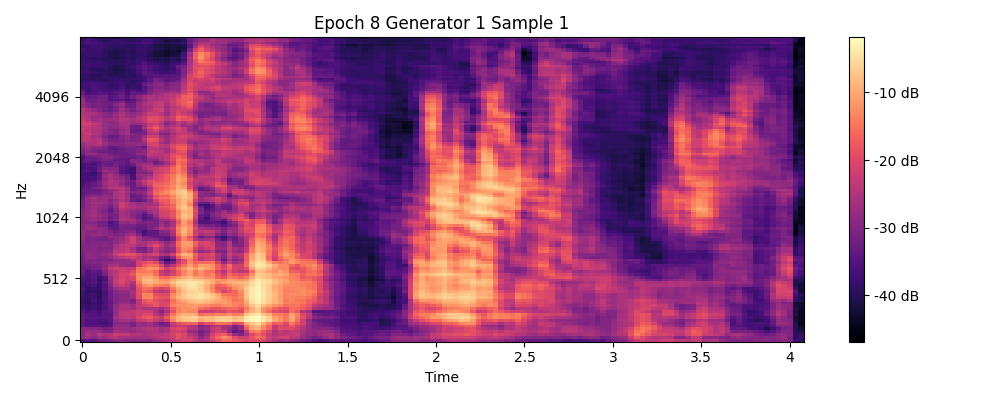 Epoch 8 Generator 1 Sample 1
Hz
4096
2048
1024
512
0
0 0.5 1 1.5 2 2.5 3 3.5 4
Time
-10 dB
-20 dB
-30 dB
-40 dB